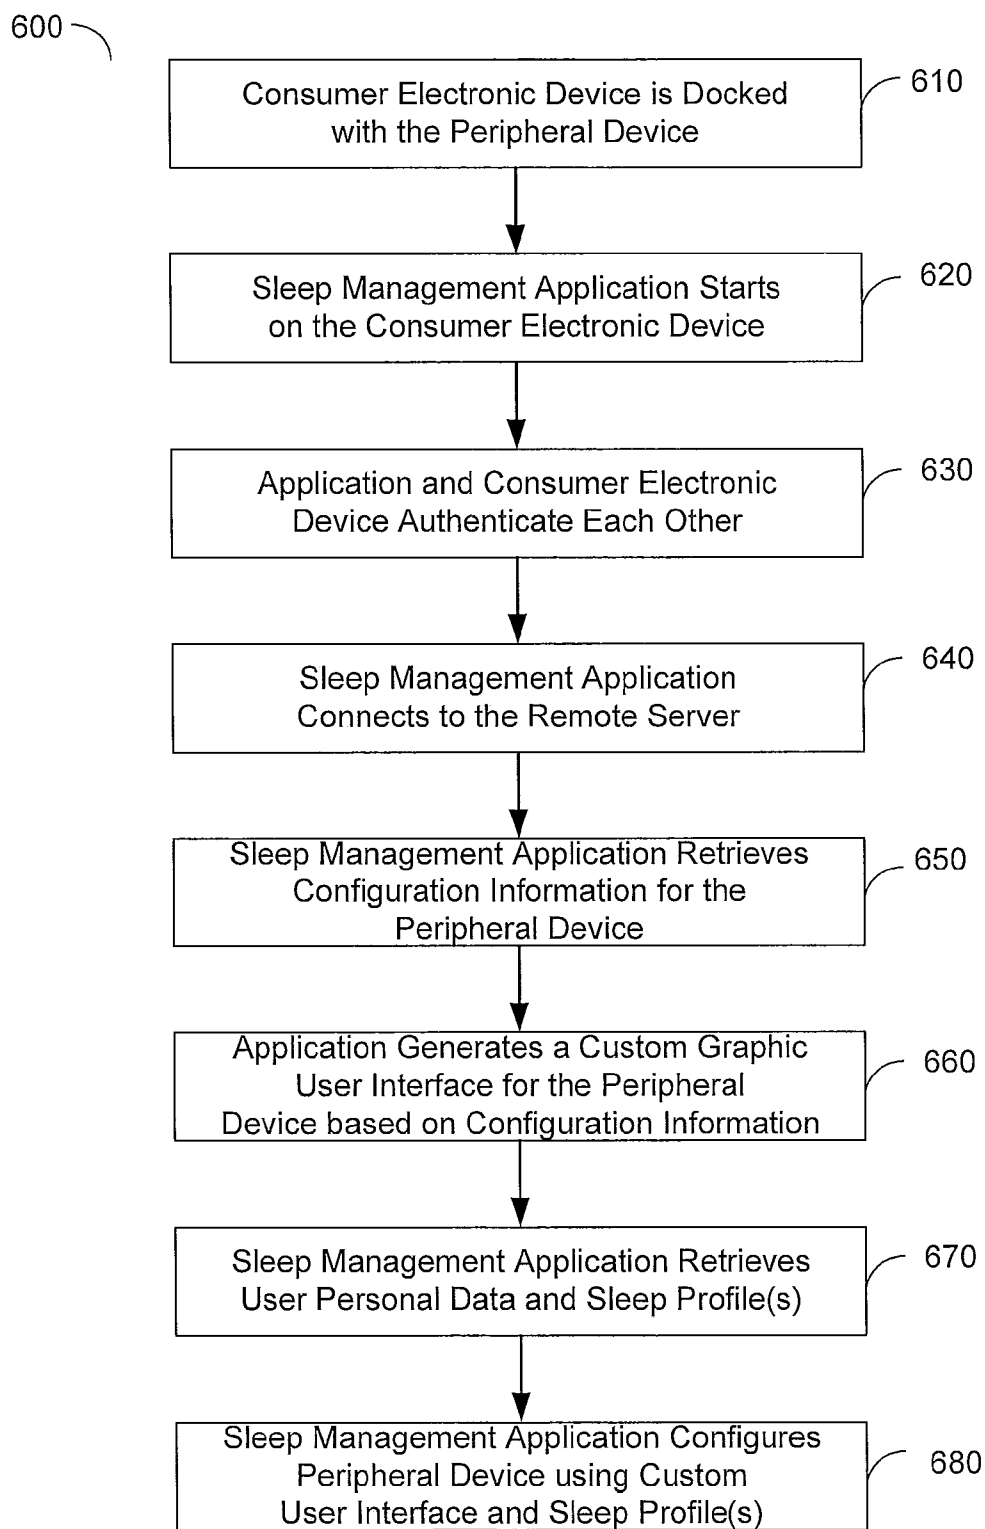 600
Consumer Electronic Device is Docked
with the Peripheral Device
610
Sleep Management Application Starts
on the Consumer Electronic Device
620
Application and Consumer Electronic
Device Authenticate Each Other
630
Sleep Management Application
Connects to the Remote Server
640
Sleep Management Application Retrieves
Configuration Information for the
Peripheral Device
650
Application Generates a Custom Graphic
User Interface for the Peripheral
Device based on Configuration Information
660
Sleep Management Application Retrieves
User Personal Data and Sleep Profile(s)
670
Sleep Management Application Configures
Peripheral Device using Custom
User Interface and Sleep Profile(s)
680